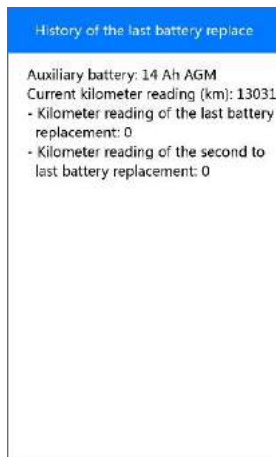 History of the last battery replace
Auxiliary battery: 14 Ah AGM
Current kilometer reading (km): 13031
- Kilometer reading of the last battery
replacement: 0
- Kilometer reading of the second to
last battery replacement: 0